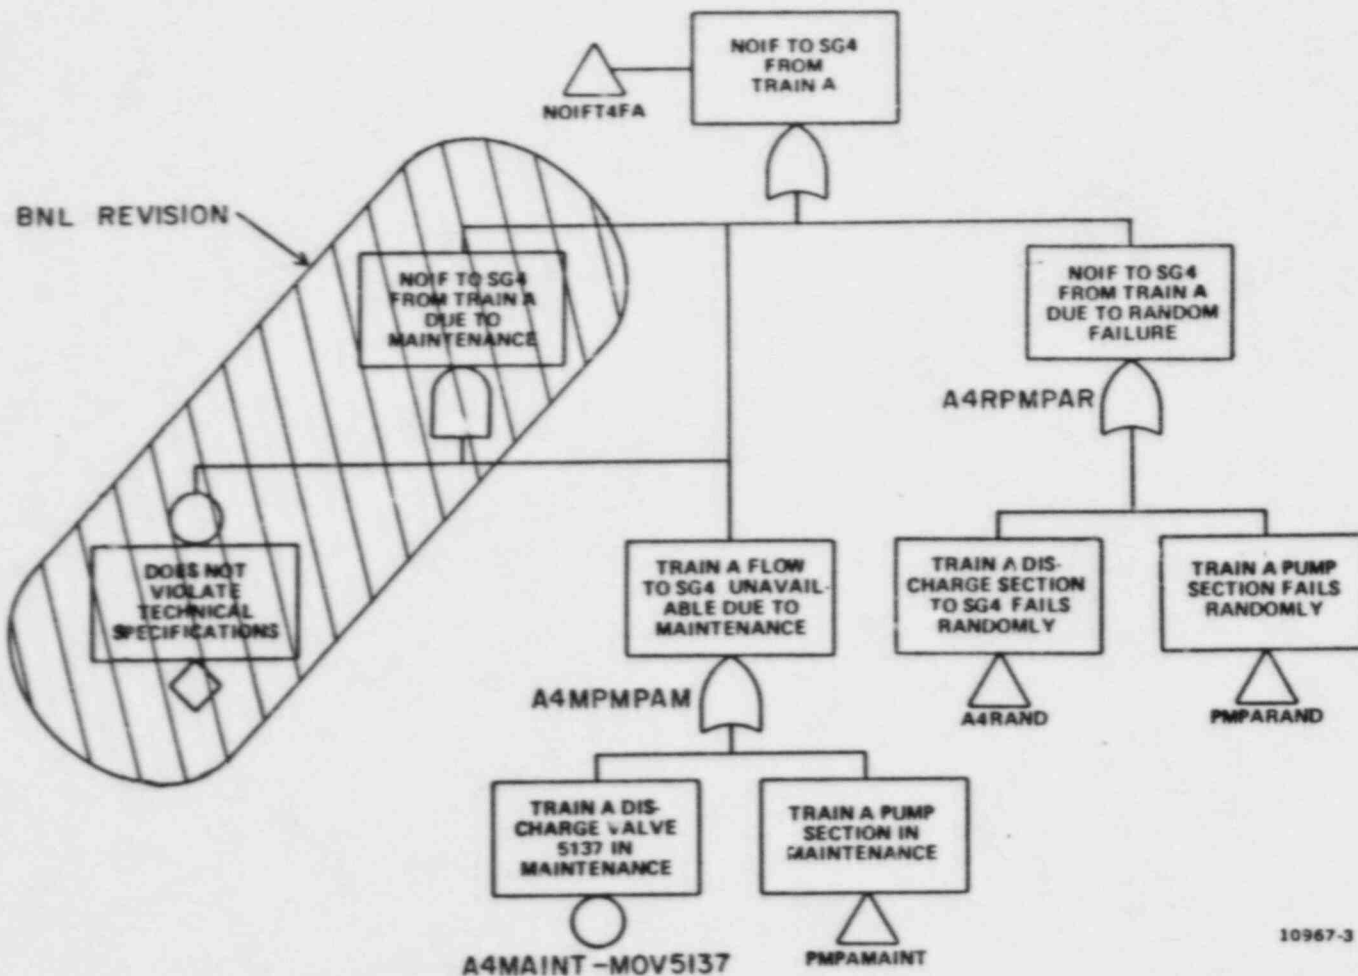 NOIF TO SG4
FROM
TRAIN A
NOIFT4FA
BNL REVISION
NOIF TO SG4
FROM TRAIN A
DUE TO
MAINTENANCE
NOIF TO SG4
FROM TRAIN A
DUE TO RANDOM
FAILURE
A4RPMPAR
DOES NOT
VIOLATE
TECHNICAL
SPECIFICATIONS
TRAIN A FLOW
TO SG4 UNAVAIL-
ABLE DUE TO
MAINTENANCE
TRAIN A DIS-
CHARGE SECTION
TO SG4 FAILS
RANDOMLY
TRAIN A PUMP
SECTION FAILS
RANDOMLY
A4MPMPAM
A4RAND
PMPARAND
TRAIN A DIS-
CHARGE VALVE
5137 IN
MAINTENANCE
TRAIN A PUMP
SECTION IN
MAINTENANCE
A4MAINT-MOV5137
PMPAMAINT
10967-3